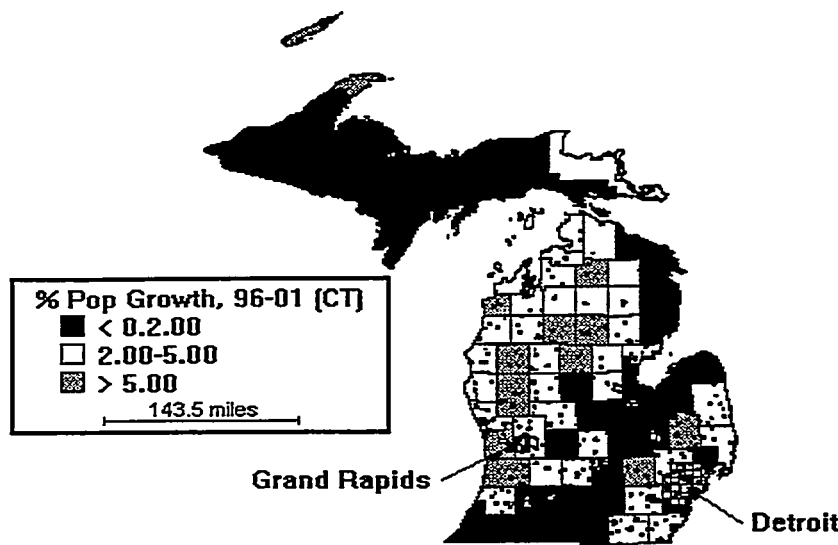 % Pop Growth, 96-01 (CT)
< 0.2.00
2.00-5.00
> 5.00
143.5 miles
Grand Rapids
Detroit